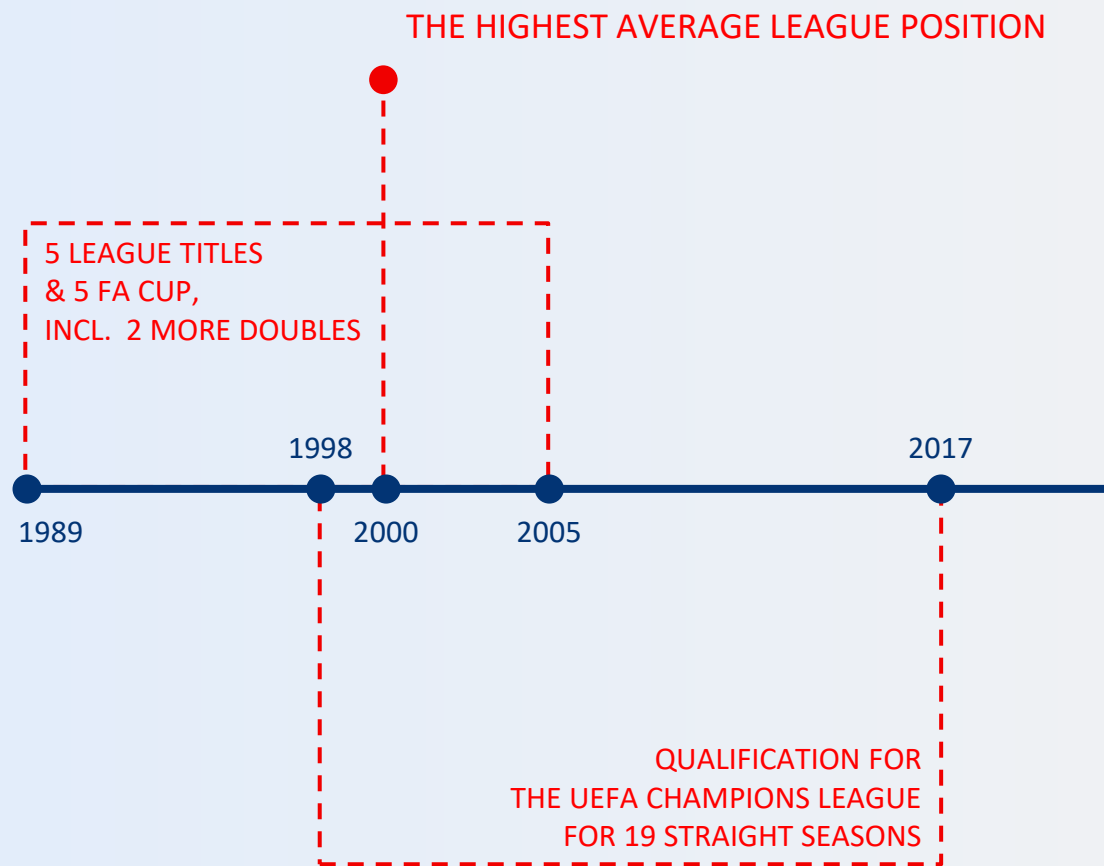 THE HIGHEST AVERAGE LEAGUE POSITION
5 LEAGUE TITLES
& 5 FA CUP,
INCL. 2 MORE DOUBLES
1998
2017
1989
2000
2005
QUALIFICATION FOR
THE UEFA CHAMPIONS LEAGUE
FOR 19 STRAIGHT SEASONS